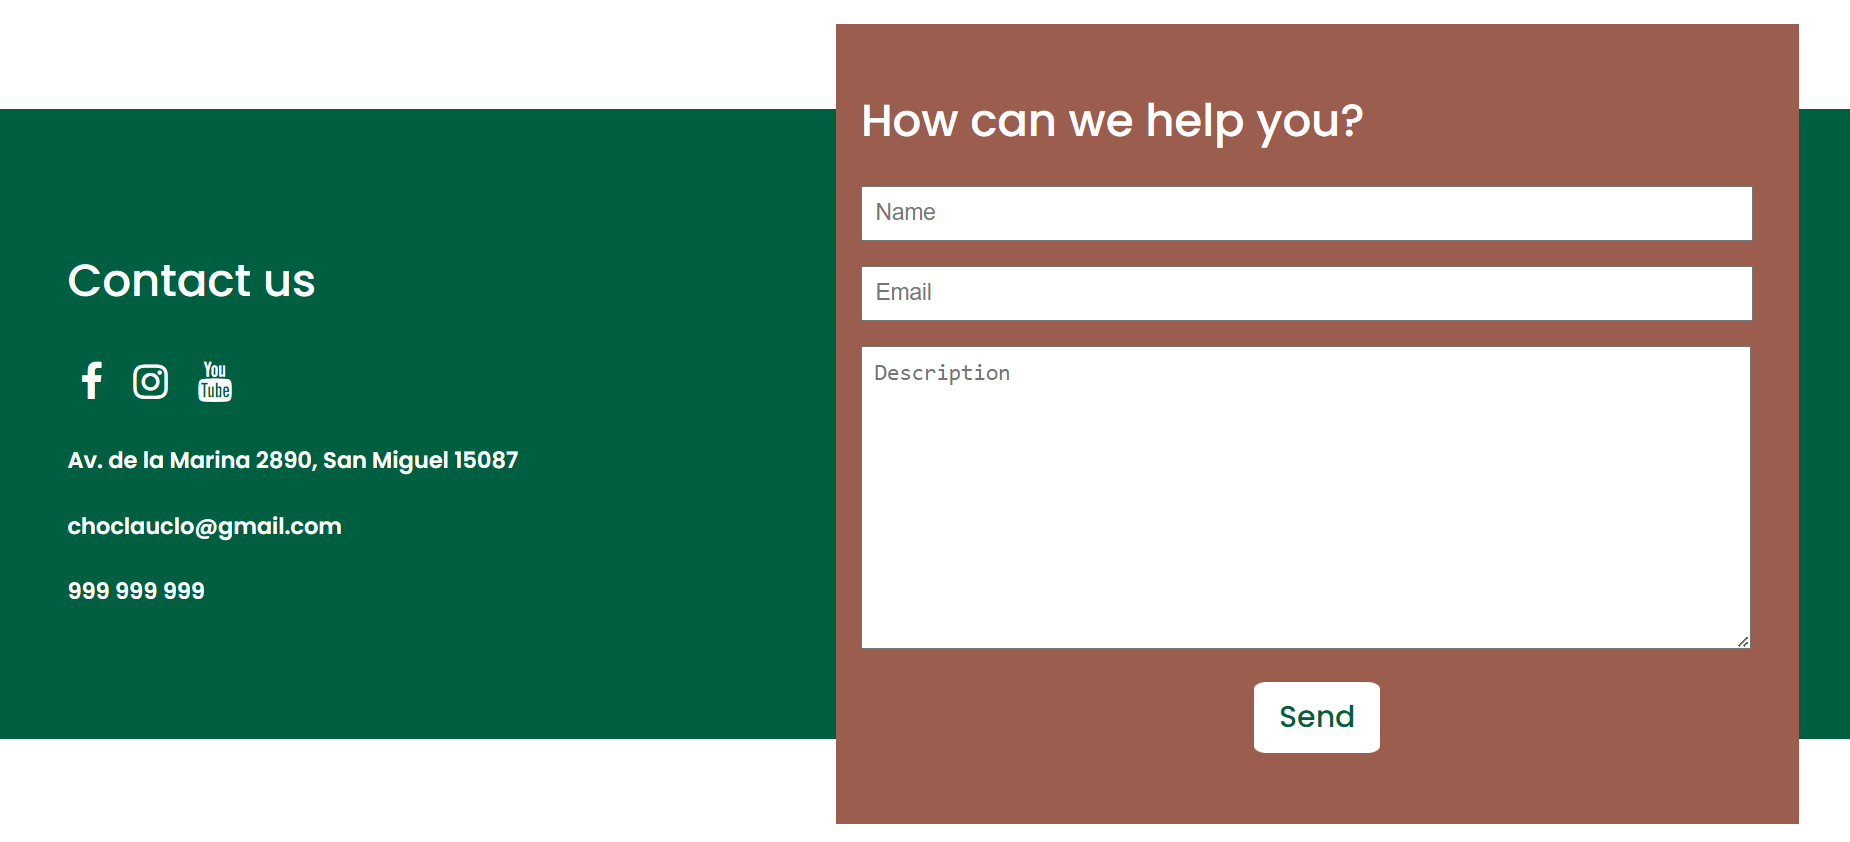 Contact us
You
Tube
Av. de la Marina 2890, San Miguel 15087
choclauclo@gmail.com
999 999 999
How can we help you?
Name
Email
Description
Send